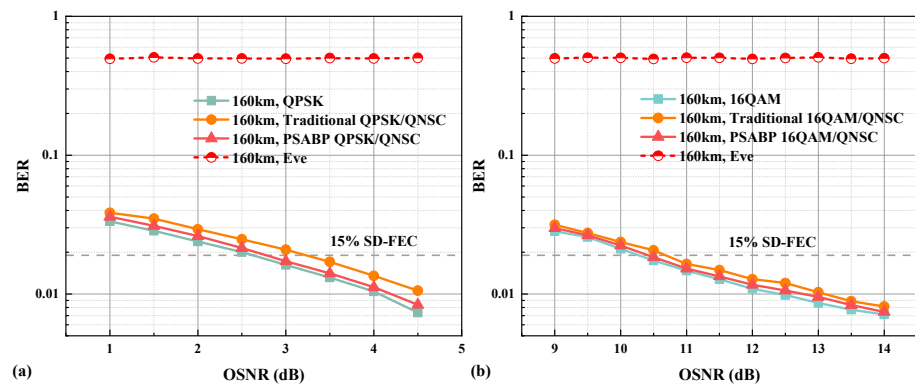 1
0.1
0.01
BER
160km, QPSK
160km, Traditional QPSK/QNSC
160km, PSABP QPSK/QNSC
160km, Eve
15% SD-FEC
1 2 3 4 5
(a)
OSNR (dB)
1
0.1
0.01
BER
160km, 16QAM
160km, Traditional 16QAM/QNSC
160km, PSABP 16QAM/QNSC
160km, Eve
15% SD-FEC
9 10 11 12 13 14
(b)
OSNR (dB)